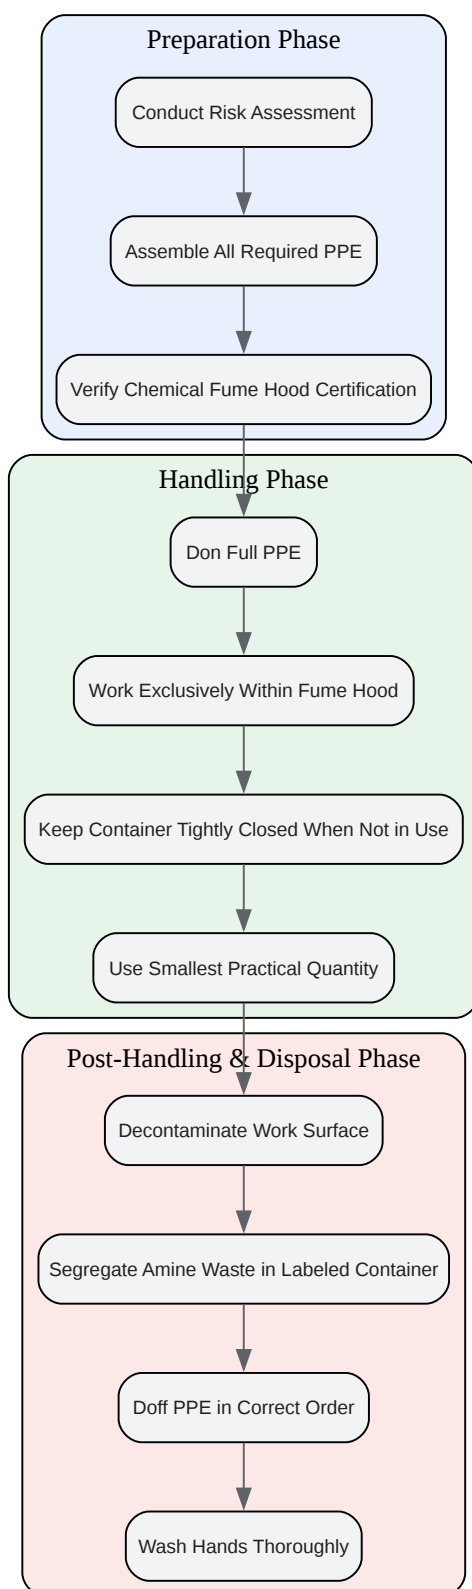 Preparation Phase
Conduct Risk Assessment
Assemble All Required PPE
Verify Chemical Fume Hood Certification
Handling Phase
Don Full PPE
Work Exclusively Within Fume Hood
Keep Container Tightly Closed When Not in Use
Use Smallest Practical Quantity
Post-Handling & Disposal Phase
Decontaminate Work Surface
Segregate Amine Waste in Labeled Container
Doff PPE in Correct Order
Wash Hands Thoroughly